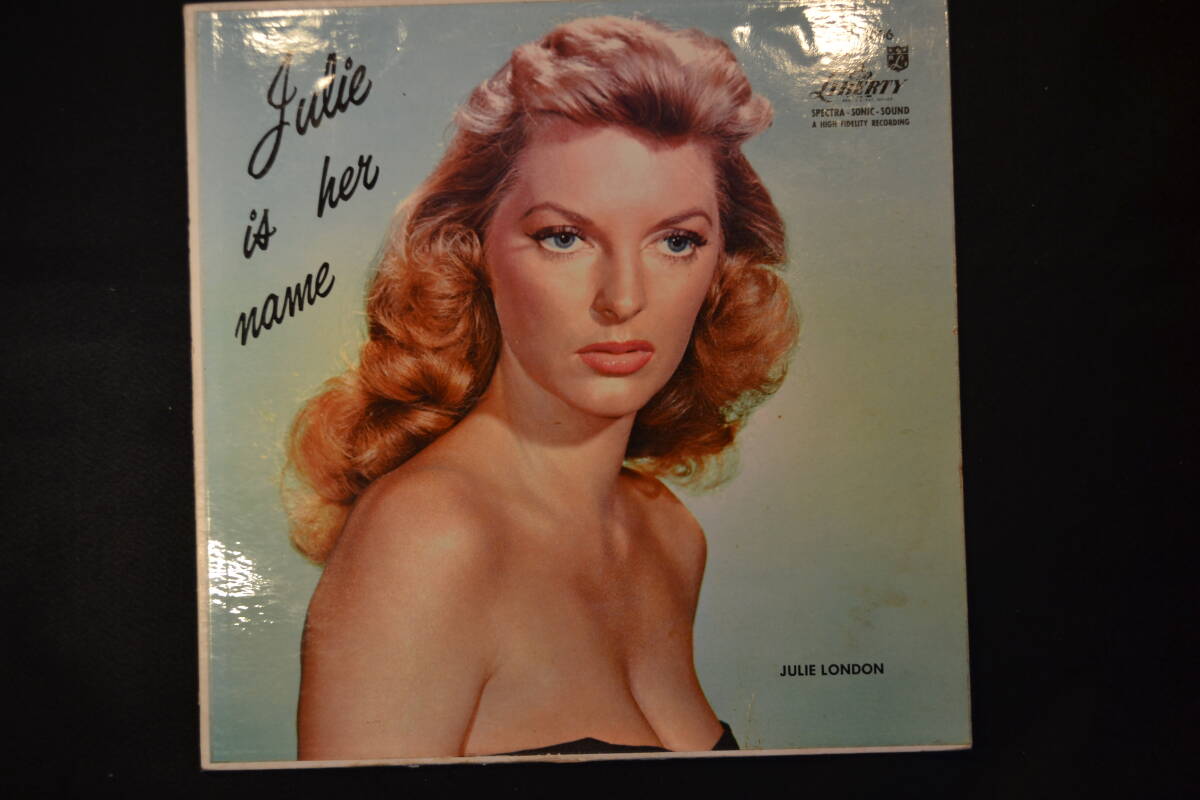 Julie
is her
name
LIBERTY
SPECTRA-SONIC-SOUND
A HIGH FIDELITY RECORDING
JULIE LONDON